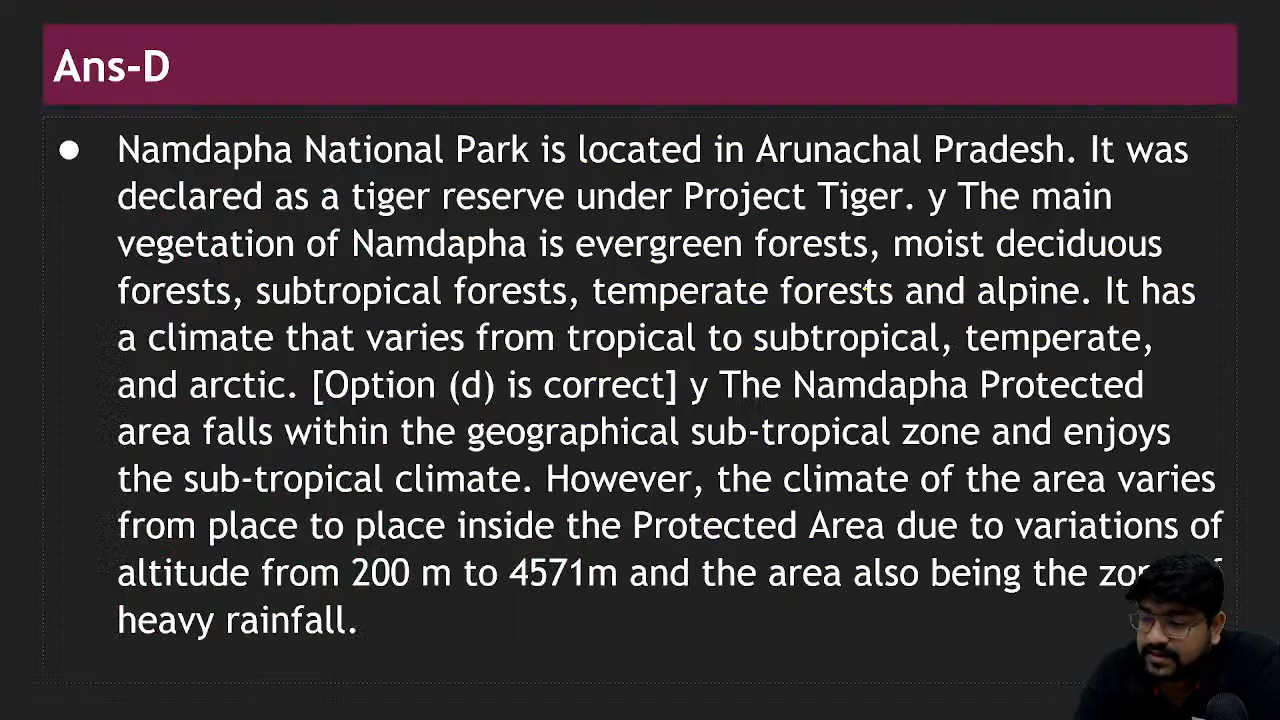 Ans-D
● Namdapha National Park is located in Arunachal Pradesh. It was
declared as a tiger reserve under Project Tiger. y The main
vegetation of Namdapha is evergreen forests, moist deciduous
forests, subtropical forests, temperate forests and alpine. It has
a climate that varies from tropical to subtropical, temperate,
and arctic. [Option (d) is correct] y The Namdapha Protected
area falls within the geographical sub-tropical zone and enjoys
the sub-tropical climate. However, the climate of the area varies
from place to place inside the Protected Area due to variations of
altitude from 200 m to 4571m and the area also being the
heavy rainfall.